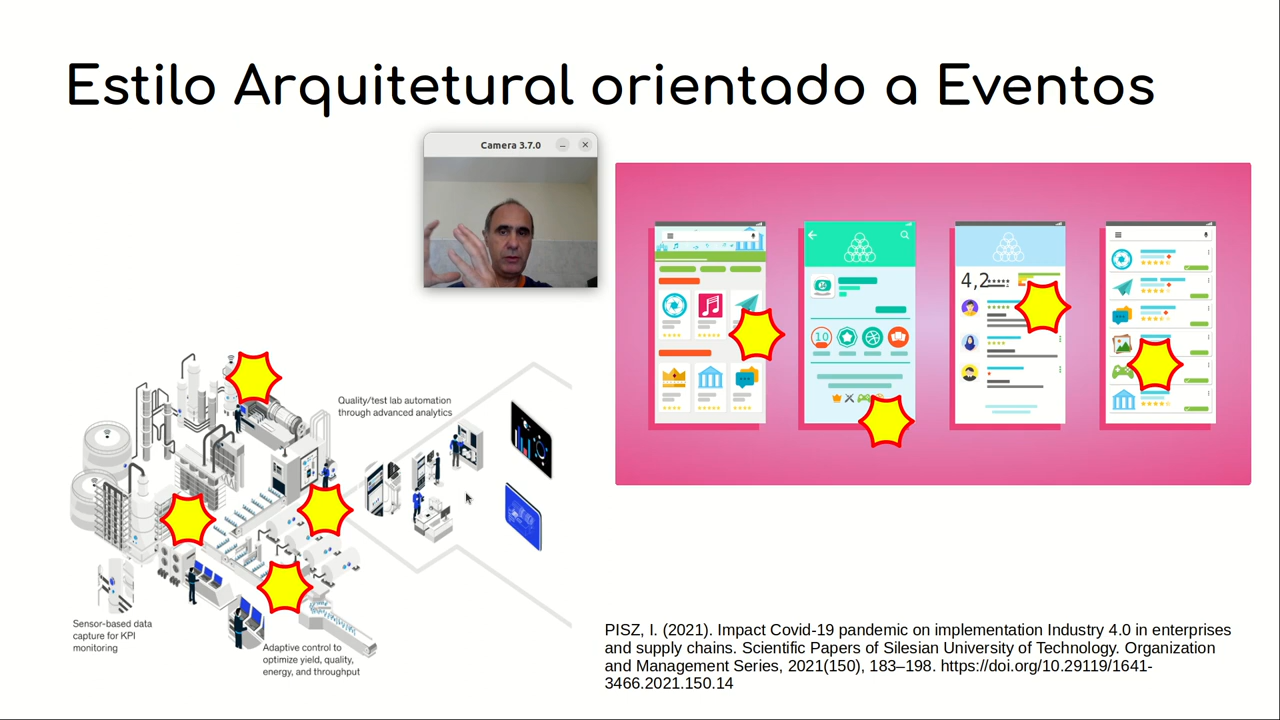 Estilo Arquitetural orientado a Eventos
Camera 3.7.0
4,2
10
Quality/test lab automation
through advanced analytics
Sensor-based data
capture for KPI
monitoring
Adaptive control to
optimize yield, quality,
energy, and throughput
PISZ, I. (2021). Impact Covid-19 pandemic on implementation Industry 4.0 in enterprises
and supply chains. Scientific Papers of Silesian University of Technology. Organization
and Management Series, 2021(150), 183–198. https://doi.org/10.29119/1641-
3466.2021.150.14